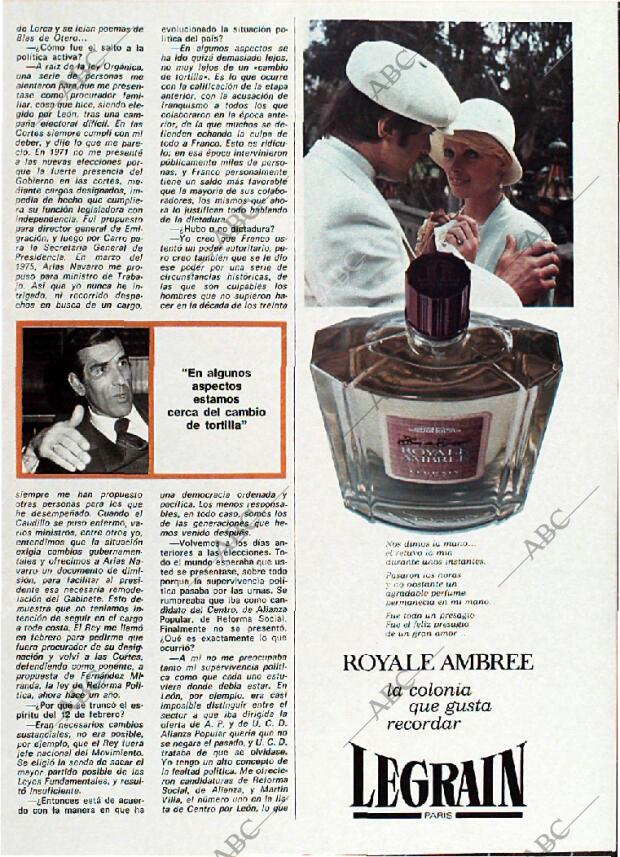 de Lorca y se leían poemas de
Blas de Otero...
—¿Cómo fue el salto a la
política activa?
—A raíz de la ley Orgánica,
una serie de personas me
alentaron para que me presen-
tase como procurador fami-
liar, cosa que hice, siendo ele-
gido por León, tras una cam-
paña electoral difícil. En las
Cortes siempre cumplí con mi
deber, y dije lo que me pare-
cía. En 1971 no me presenté
a las nuevas elecciones por-
que la fuerte presencia del
Gobierno en las cortes, me-
diante cargos designados, im-
pedía de hecho que cumplie-
ra su función legisladora con
independencia. Fui propuesto
para director general de Emi-
gración, y luego por Carro pa-
ra la Secretaría General de
Presidencia. En marzo del
1975, Arias Navarro me pro-
puso para ministro de Traba-
jo. Así que yo nunca he in-
trigado, ni recorrido despa-
chos en busca de un cargo,
"En algunos
aspectos
estamos
cerca del cambio
de tortilla"
siempre me han propuesto
otras personas para los que
he desempeñado. Cuando el
Caudillo se puso enfermo, va-
rios ministros, entre otros yo,
entendimos que la situación
exigía cambios gubernamen-
tales y ofrecimos a Arias Na-
varro un documento de dimi-
sión, para facilitar al presi-
dente esa necesaria remode-
lación del Gabinete. Esto de-
muestra que no teníamos in-
tención de seguir en el cargo
a toda costa. El Rey me llamó
en febrero para pedirme que
fuera procurador de su desig-
nación y volví a las Cortes,
defendiendo como ponente, a
propuesta de Fernández Mi-
randa, la ley de Reforma Polí-
tica, ahora hace un año.
—¿Por qué se truncó el es-
píritu del 12 de febrero?
—Eran necesarios cambios
sustanciales; no era posible,
por ejemplo, que el Rey fuera
jefe nacional del Movimiento.
Se eligió la senda de sacar el
mayor partido posible de las
Leyes Fundamentales, y resul-
tó insuficiente.
—¿Entonces está de acuer-
do con la manera en que ha
evolucionado la situación po-
lítica del país?
—En algunos aspectos se
ha ido quizá demasiado lejos,
no muy lejos de un «cambio
de tortilla». Es lo que ocurre
con la calificación de la etapa
anterior, con la acusación de
franquismo a todos los que
colaboraron en la época ante-
rior, de la que muchos se de-
fienden echando la culpa de
todo a Franco. Esto es ridícu-
lo; en esa época intervinieron
públicamente miles de perso-
nas, y Franco personalmente
tiene un saldo más favorable
que la mayoría de sus colabo-
radores, los mismos que aho-
ra lo justifican todo hablando
de la dictadura.
—¿Hubo o no dictadura?
—Yo creo que Franco os-
tentó un poder autoritario, pe-
ro creo también que se le dio
ese poder por una serie de
circunstancias históricas, de
las que son culpables los
hombres que no supieron ha-
cer en la década de los treinta
una democracia ordenada y
pacífica. Los menos responsa-
bles, en todo caso, somos los
de las generaciones que he-
mos venido después.
—Volvemos a los días an-
teriores a las elecciones. To-
do el mundo esperaba que us-
ted se presentase, sobre todo
porque la supervivencia polí-
tica pasaba por las urnas. Se
rumoreaba que iba como can-
didato del Centro, de Alianza
Popular, de Reforma Social.
Finalmente no se presentó,
¿Qué es exactamente lo que
ocurrió?
—A mí no me preocupaba
tanto mi supervivencia políti-
ca como que cada uno estu-
viera donde debía estar. En
León, por ejemplo, era casi
imposible distinguir entre el
sector a que iba dirigida la
oferta de A. P. y de U. C. D.
Alianza Popular quería que no
se negara el pasado, y U.C.D.
trataba de que se olvidase.
Yo tengo un alto concepto de
la lealtad política. Me ofrecie-
ron candidaturas de Reforma
Social, de Alianza, y Martín
Villa, el número uno en la lis-
ta de Centro por León, lo que
ROYALE
AMBREE
LEGRAIN
Nos dimos la mano...
el retuvo la mía
durante unos instantes.
Pasaron las horas
y no obstante un
agradable perfume
permanecía en mi mano.
Fue todo un presagio
Fue el feliz presagio
de un gran amor...
ROYALE AMBREE
la colonia
que gusta
recordar
LEGRAIN
PARIS
ABC
ABC
ABC
ABC
ABC
ABC
ABC
ABC
ABC
ABC
ABC
ABC